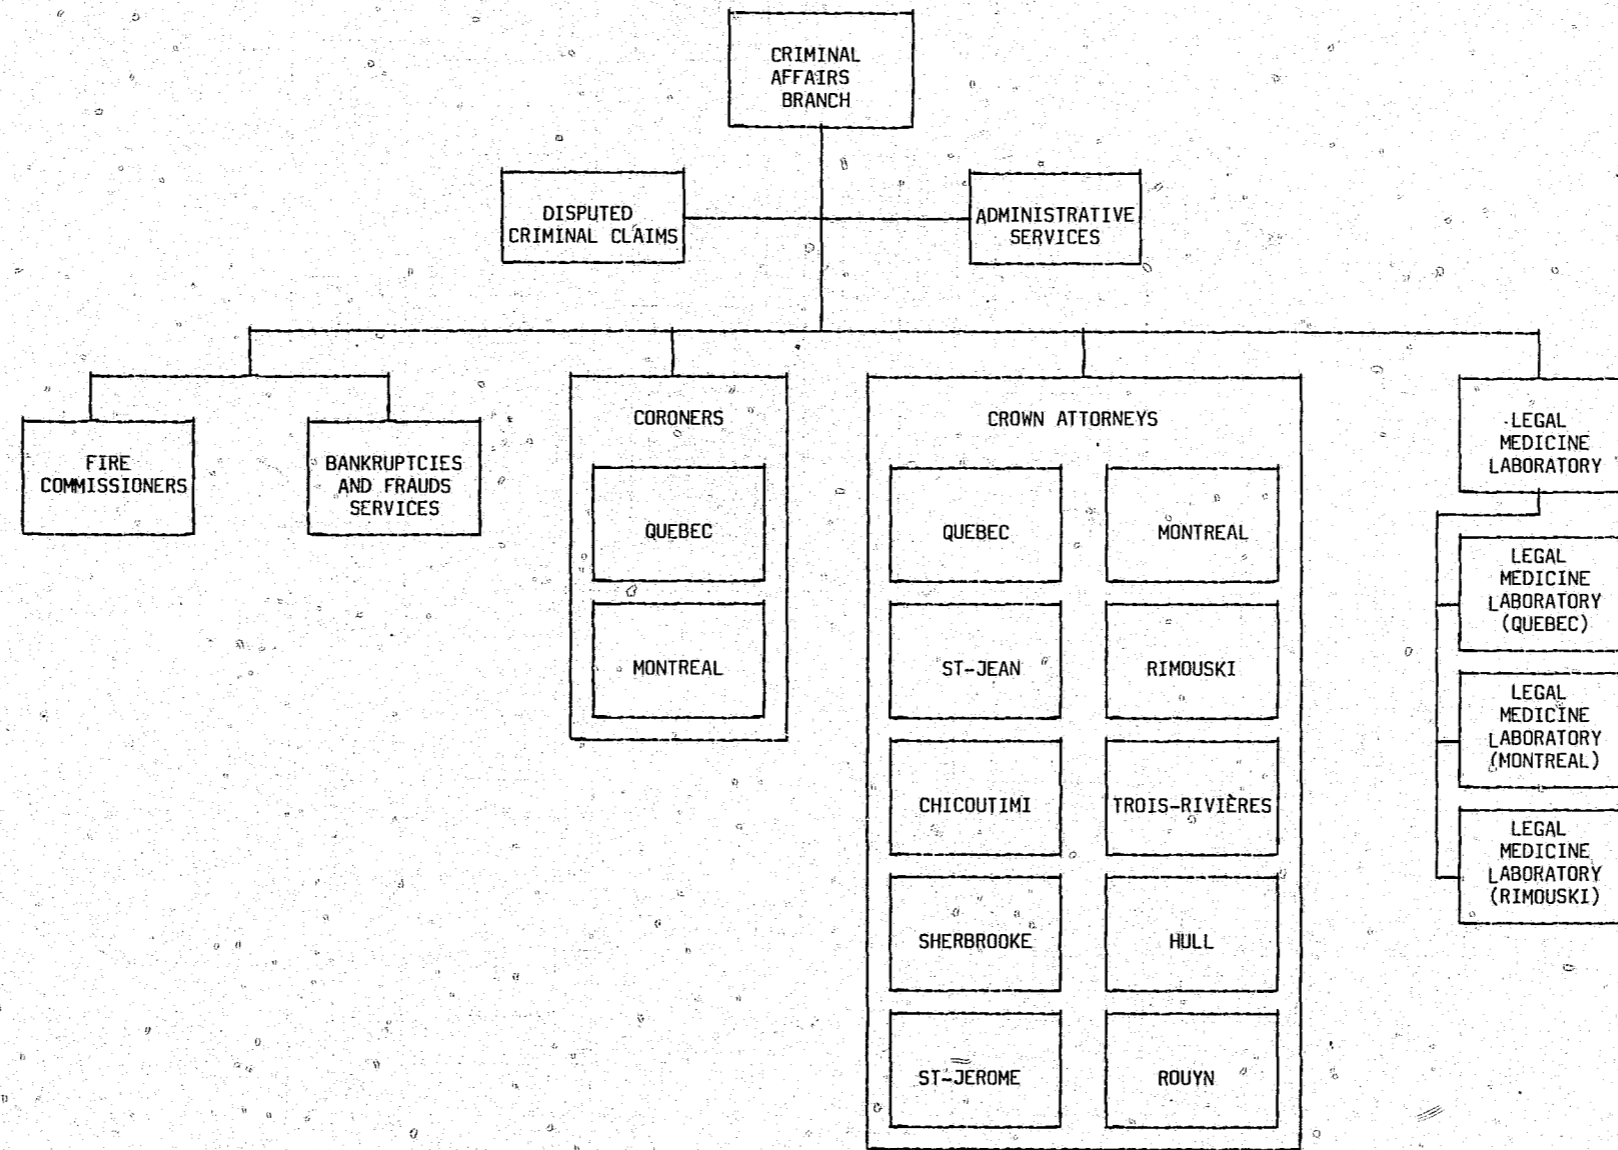 CRIMINAL
AFFAIRS
BRANCH
DISPUTED
CRIMINAL CLAIMS
ADMINISTRATIVE
SERVICES
FIRE
COMMISSIONERS
BANKRUPTCIES
AND FRAUDS
SERVICES
CORONERS
QUEBEC
MONTREAL
CROWN ATTORNEYS
QUEBEC
MONTREAL
ST-JEAN
RIMOUSKI
CHICOUTIMI
TROIS-RIVIÈRES
SHERBROOKE
HULL
ST-JEROME
ROUYN
LEGAL
MEDICINE
LABORATORY
LEGAL
MEDICINE
LABORATORY
(QUEBEC)
LEGAL
MEDICINE
LABORATORY
(MONTREAL)
LEGAL
MEDICINE
LABORATORY
(RIMOUSKI)